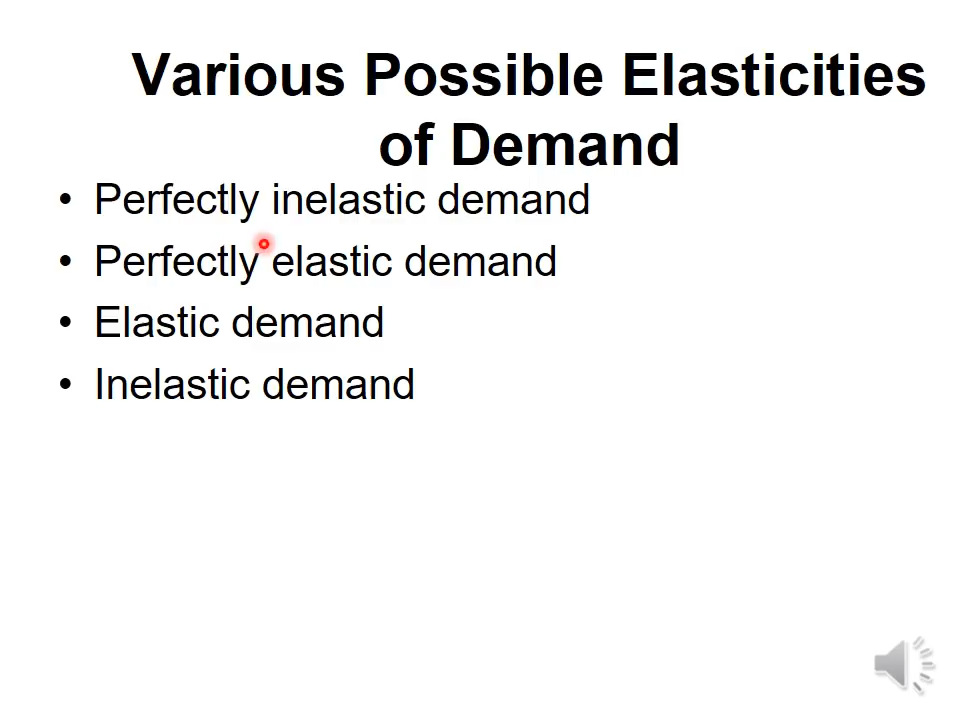 Various Possible Elasticities
of Demand
• Perfectly inelastic demand
• Perfectly elastic demand
• Elastic demand
• Inelastic demand